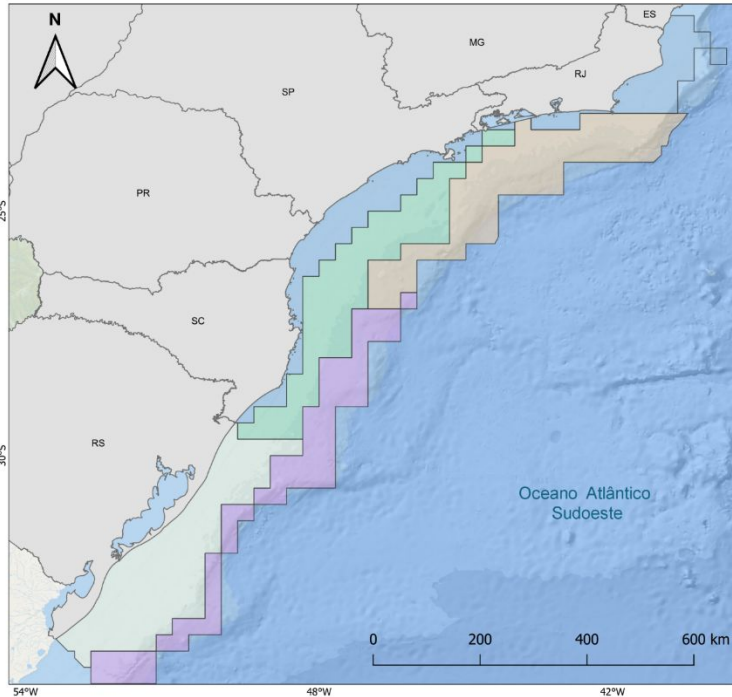 N
ES
MG
RJ
SP
PR
25°S
SC
RS
30°S
Oceano Atlântico
Sudoeste
0 200 400 600 km
54°W 48°W 42°W